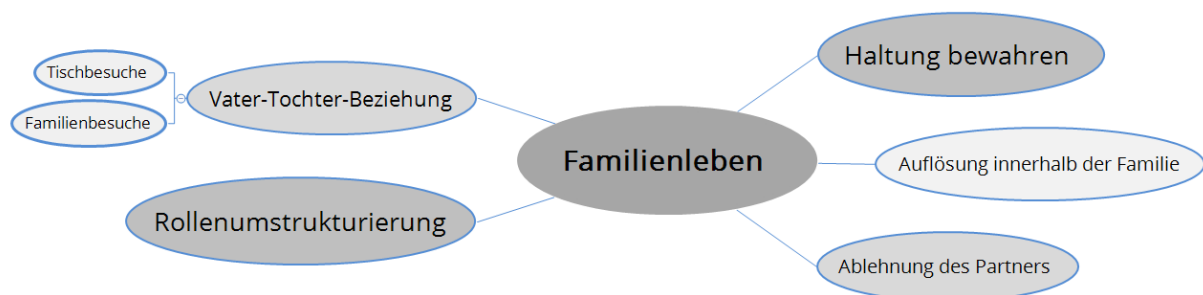 Familienleben
Vater-Tochter-Beziehung
Tischbesuche
Familienbesuche
Rollenumstrukturierung
Haltung bewahren
Auflösung innerhalb der Familie
Ablehnung des Partners